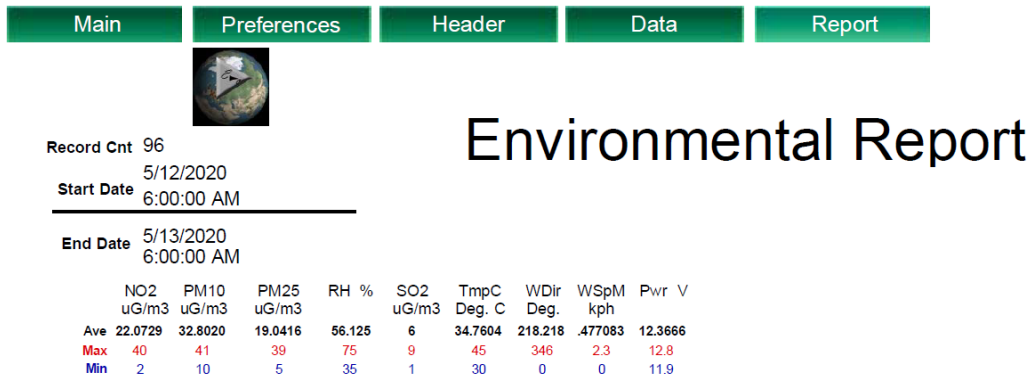 Main Preferences Header Data Report
Environmental Report
Record Cnt 96
5/12/2020
Start Date 6:00:00 AM
End Date 5/13/2020
6:00:00 AM
NO2 PM10 PM25 RH % SO2 TmpC WDir WSpM Pwr V
uG/m3 uG/m3 uG/m3 uG/m3 Deg. C Deg. kph
Ave 22.0729 32.8020 19.0416 56.125 6 34.7604 218.218 .477083 12.3666
Max 40 41 39 75 9 45 346 2.3 12.8
Min 2 10 5 35 1 30 0 0 11.9